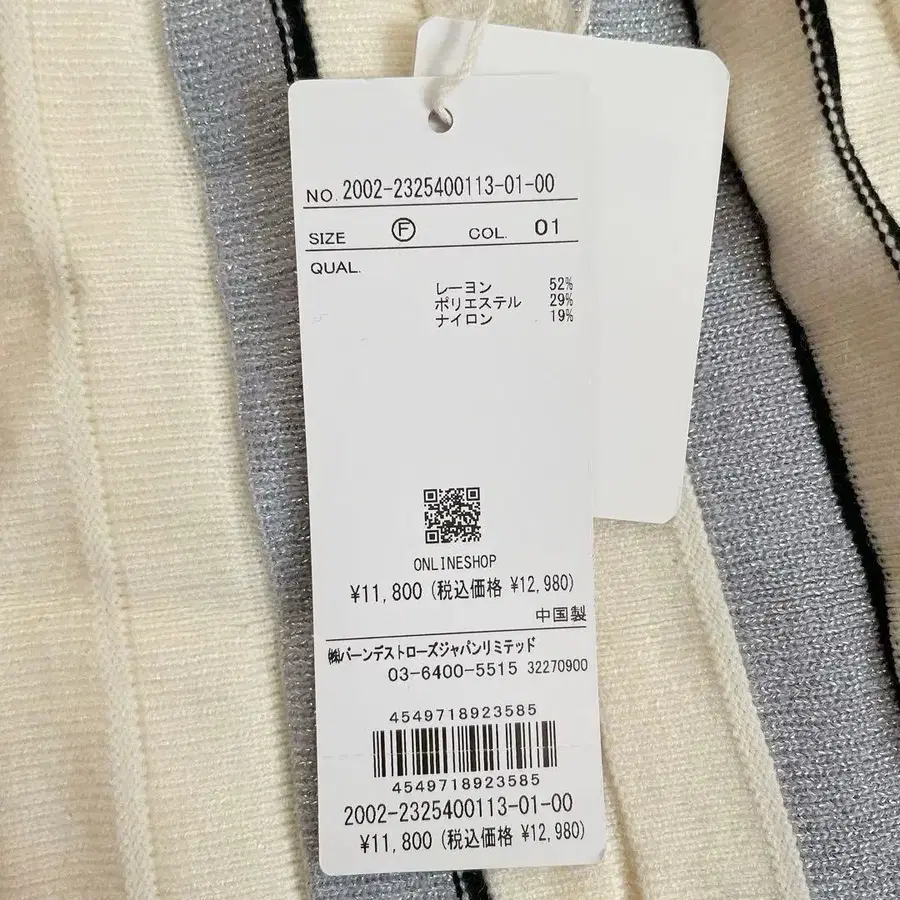 NO. 2002-2325400113-01-00
SIZE Ⓕ COL. 01
QUAL.
レーヨン 52%
ポリエステル 29%
ナイロン 19%
ONLINESHOP
¥11,800 (税込価格 ¥12,980)
中国製
㈱バーンデストローズジャパンリミテッド
03-6400-5515 32270900
4549718923585
4549718923585
2002-2325400113-01-00
¥11,800 (税込価格 ¥12,980)